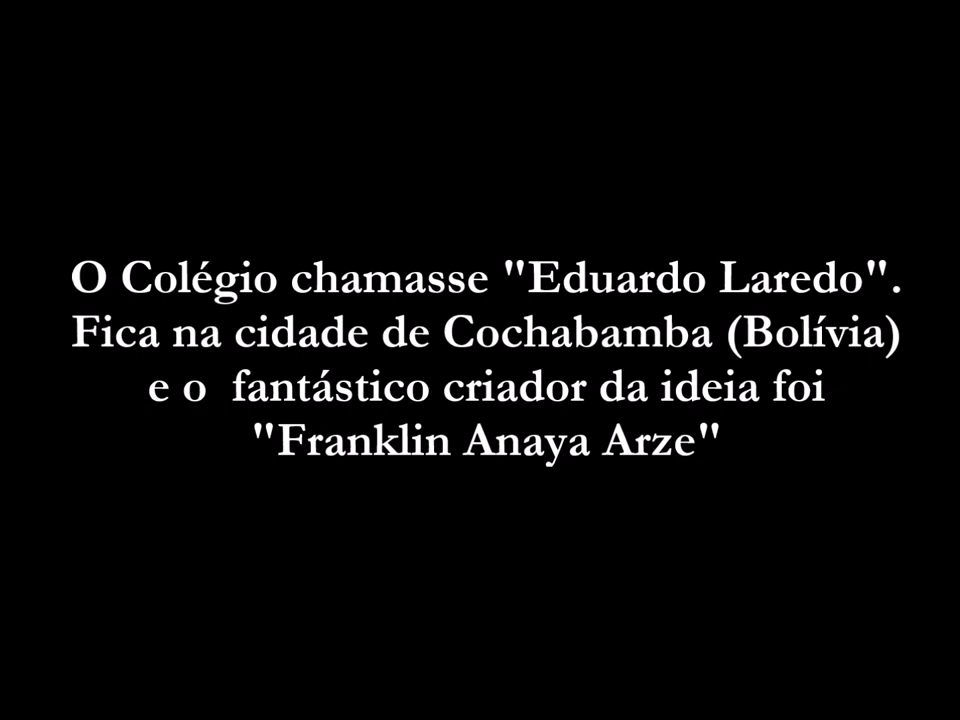 O Colégio chamasse "Eduardo Laredo".
Fica na cidade de Cochabamba (Bolívia)
e o  fantástico criador da ideia foi
"Franklin Anaya Arze"